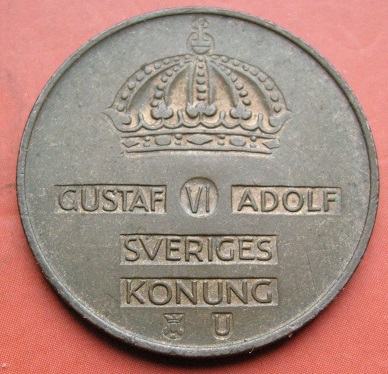 GUSTAF VI ADOLF
SVERIGES
KONUNG
U